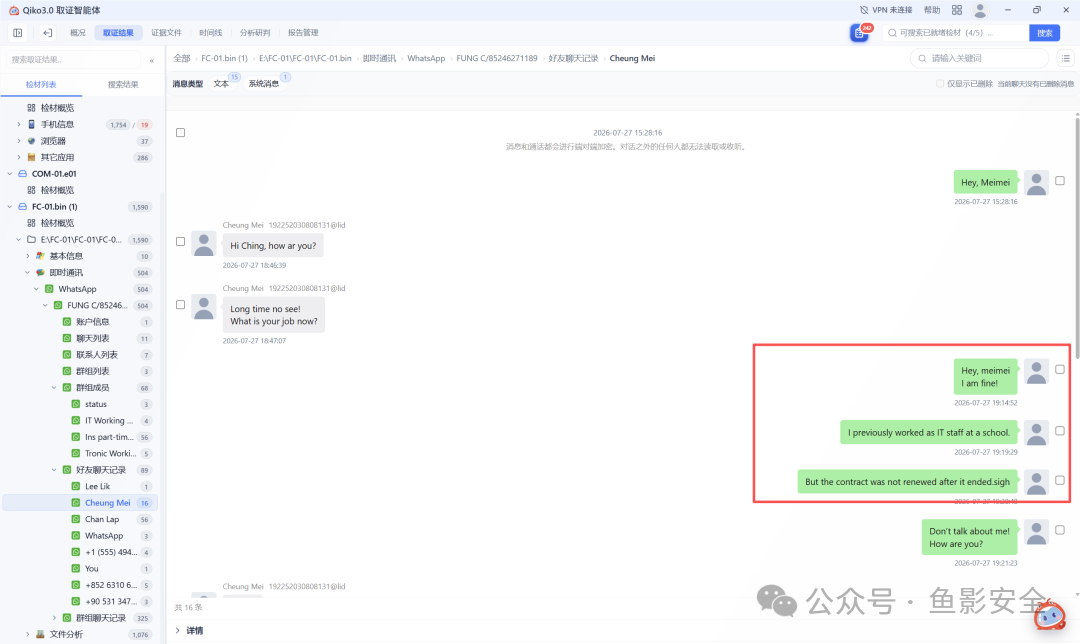 Qiko3.0 取证智能体
VPN 未连接
帮助
概况
取证结果
证据文件
时间线
分析研判
报告管理
242
可搜索已就绪检材 (4/5) ...
搜索
搜索取证结果...
«
检材列表
搜索结果
全部 › FC-01.bin (1) › E:\FC-01\FC-01\FC-01.bin › 即时通讯 › WhatsApp › FUNG C/85246271189 › 好友聊天记录 › Cheung Mei
请输入关键词
消息类型
文本 15
系统消息 1
仅显示已删除
当前聊天没有已删除消息
检材概览
手机信息 1,754 / 19
浏览器 37
其它应用 286
COM-01.e01
检材概览
FC-01.bin (1) 1,590
检材概览
E:\FC-01\FC-01\FC-0... 1,590
基本信息 10
即时通讯 504
WhatsApp 504
FUNG C/85246... 504
账户信息 1
聊天列表 11
联系人列表 7
群组列表 3
群组成员 68
status 3
IT Working ... 4
Ins part-tim... 56
Tronic Worki... 5
好友聊天记录 89
Lee Lik 1
Cheung Mei 16
Chan Lap 56
WhatsApp 3
+1 (555) 494... 4
You 1
+852 6310 6... 5
+90 531 347... 3
群组聊天记录 325
文件分析 1,076
2026-07-27 15:28:16
消息和通话都会进行端对端加密。对话之外的任何人都无法读取或收听。
Hey, Meimei
2026-07-27 15:28:16
Cheung Mei 192252030808131@lid
Hi Ching, how ar you?
2026-07-27 18:46:39
Cheung Mei 192252030808131@lid
Long time no see!
What is your job now?
2026-07-27 18:47:07
Hey, meimei
I am fine!
2026-07-27 19:14:52
I previously worked as IT staff at a school.
2026-07-27 19:19:29
But the contract was not renewed after it ended.sigh
Don't talk about me!
How are you?
2026-07-27 19:21:23
Cheung Mei 192252030808131@lid
共 16 条
详情
公众号 · 鱼影安全